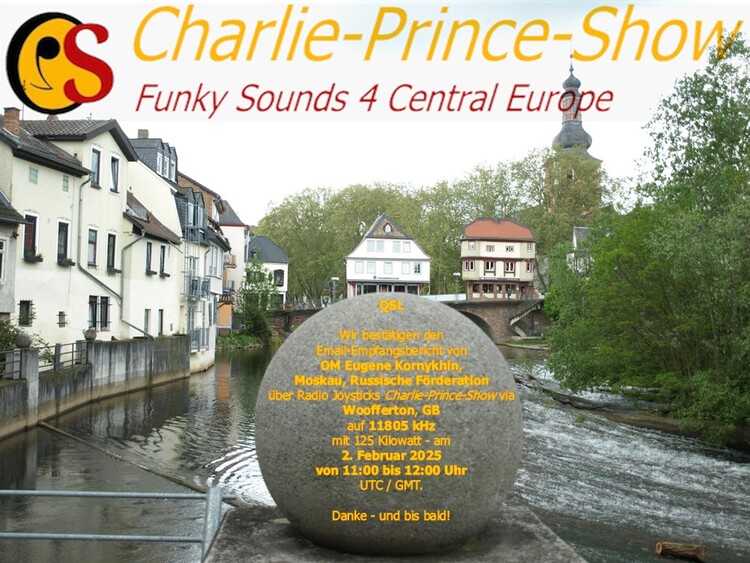 Charlie-Prince-Show
Funky Sounds 4 Central Europe
QSL
Wir bestätigen den
Email-Empfangsbericht von
OM Eugene Kornykhin,
Moskau, Russische Förderation
über Radio Joysticks Charlie-Prince-Show via
Woofferton, GB
auf 11805 kHz
mit 125 Kilowatt - am
2. Februar 2025
von 11:00 bis 12:00 Uhr
UTC / GMT.
Danke - und bis bald!